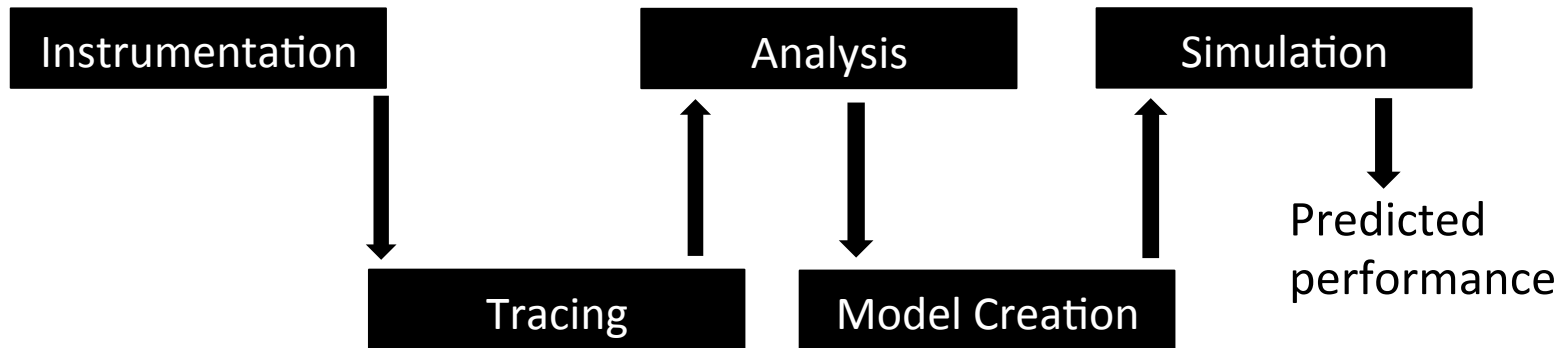 Instrumentation
Analysis
Simulation
Predicted
performance
Tracing
Model Creation